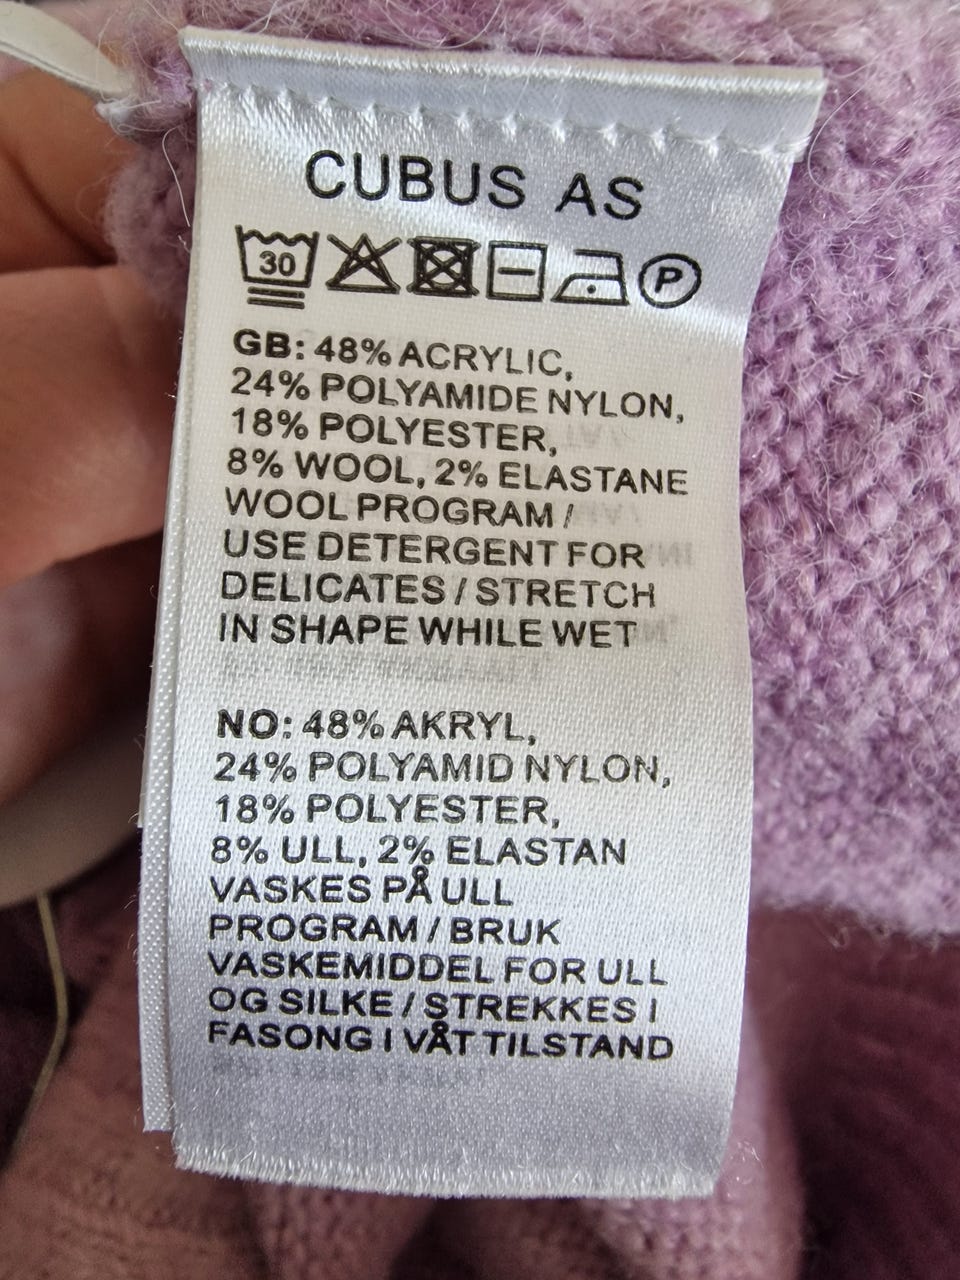 CUBUS AS
30 P
GB: 48% ACRYLIC,
24% POLYAMIDE NYLON,
18% POLYESTER,
8% WOOL, 2% ELASTANE
WOOL PROGRAM /
USE DETERGENT FOR
DELICATES / STRETCH
IN SHAPE WHILE WET
NO: 48% AKRYL,
24% POLYAMID NYLON,
18% POLYESTER,
8% ULL, 2% ELASTAN
VASKES PÅ ULL
PROGRAM / BRUK
VASKEMIDDEL FOR ULL
OG SILKE / STREKKES I
FASONG I VÅT TILSTAND